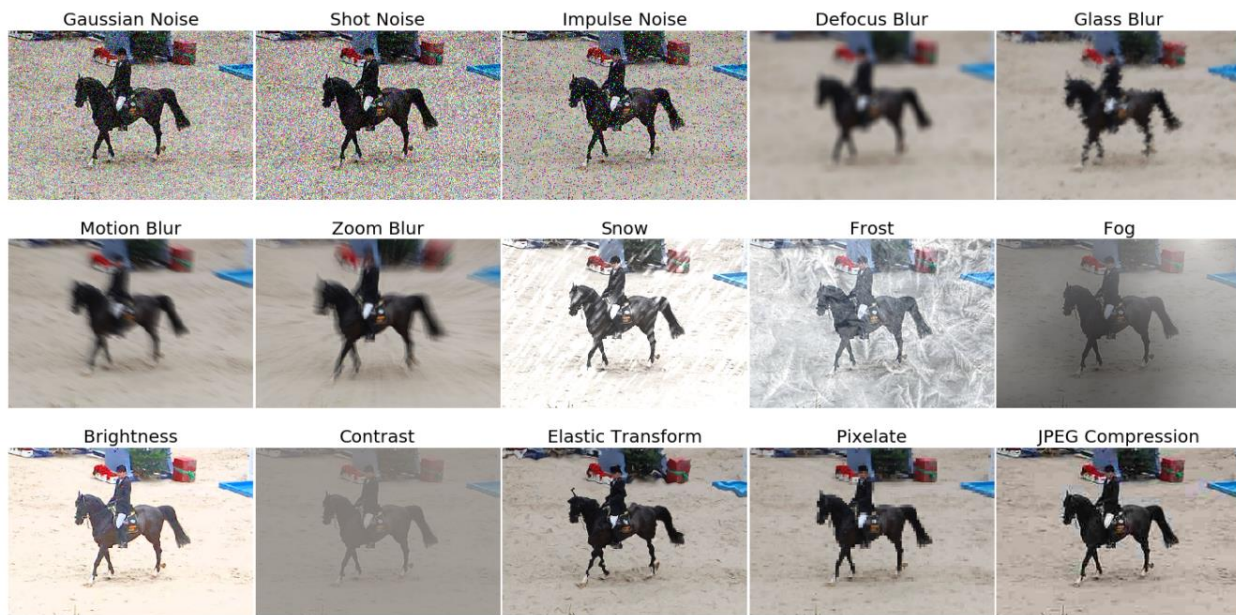 Gaussian Noise Shot Noise Impulse Noise Defocus Blur Glass Blur
Motion Blur Zoom Blur Snow Frost Fog
Brightness Contrast Elastic Transform Pixelate JPEG Compression